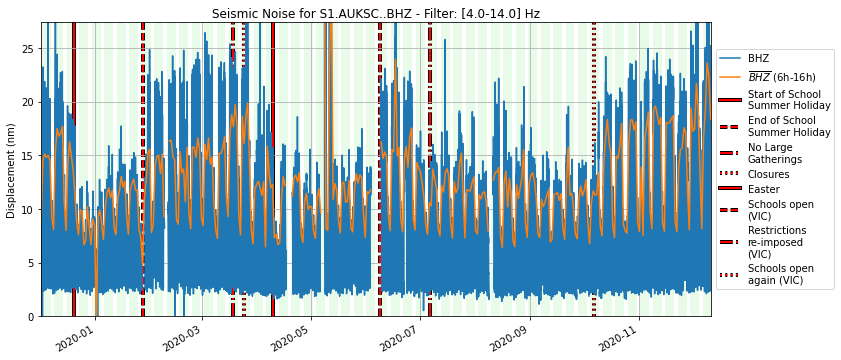 Seismic Noise for S1.AUKSC..BHZ - Filter: [4.0-14.0] Hz
Displacement (nm)
25
20
15
10
5
0
2020-01
2020-03
2020-05
2020-07
2020-09
2020-11
BHZ
BHZ (6h-16h)
Start of School
Summer Holiday
End of School
Summer Holiday
No Large
Gatherings
Closures
Easter
Schools open
(VIC)
Restrictions
re-imposed
(VIC)
Schools open
again (VIC)